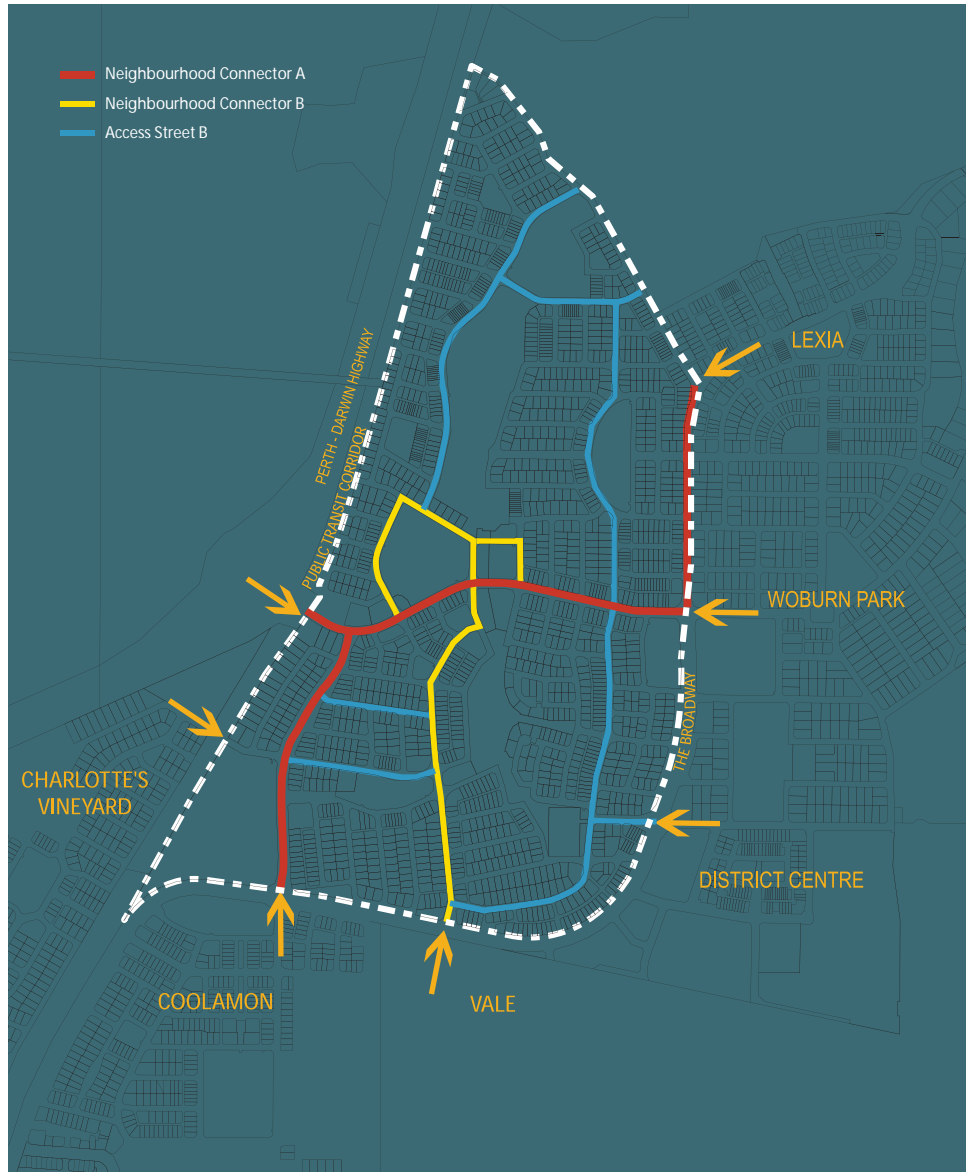 Neighbourhood Connector A
Neighbourhood Connector B
Access Street B
LEXIA
PERTH - DARWIN HIGHWAY
PUBLIC TRANSIT CORRIDOR
WOBURN PARK
THE BROADWAY
CHARLOTTE'S
VINEYARD
DISTRICT CENTRE
COOLAMON
VALE